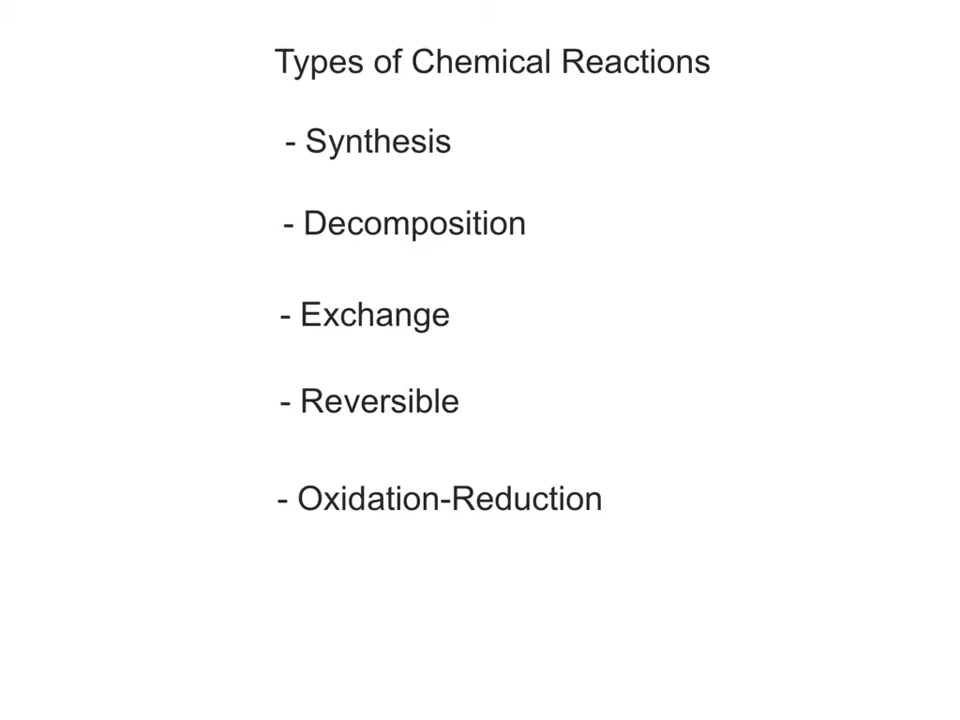 Types of Chemical Reactions
- Synthesis
- Decomposition
- Exchange
- Reversible
- Oxidation-Reduction